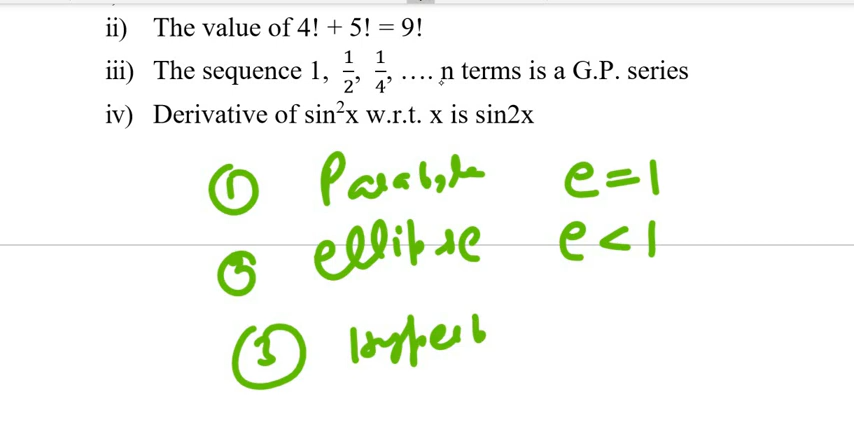 ii) The value of 4! + 5! = 9!
iii) The sequence 1, 1/2, 1/4, .... n terms is a G.P. series
iv) Derivative of sin²x w.r.t. x is sin2x
① Parabola e=1
② ellipse e<1
③ Hyperb